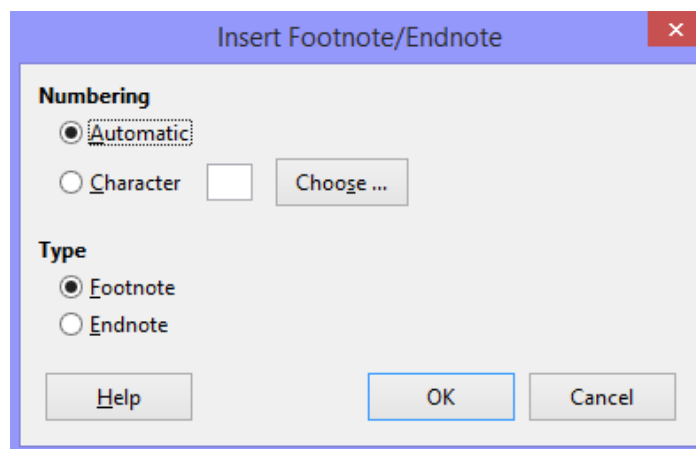 Insert Footnote/Endnote
Numbering
Automatic
Character Choose ...
Type
Footnote
Endnote
Help OK Cancel